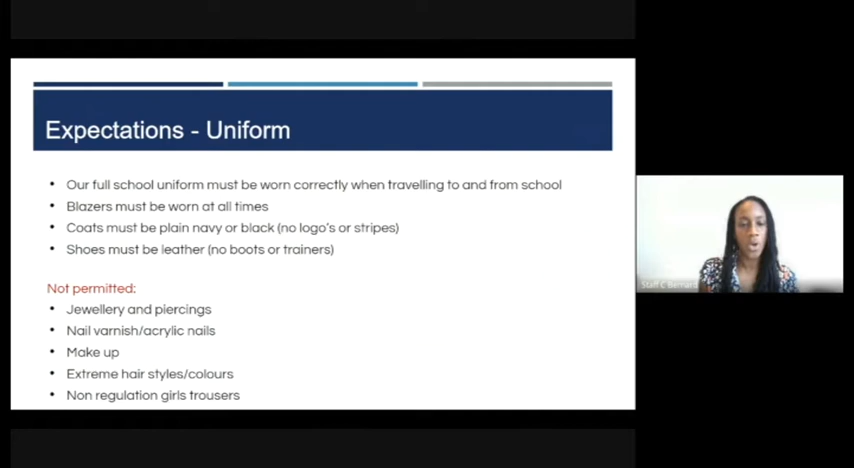 Expectations - Uniform
• Our full school uniform must be worn correctly when travelling to and from school
• Blazers must be worn at all times
• Coats must be plain navy or black (no logo's or stripes)
• Shoes must be leather (no boots or trainers)
Not permitted:
• Jewellery and piercings
• Nail varnish/acrylic nails
• Make up
• Extreme hair styles/colours
• Non regulation girls trousers
Staff C Bernard